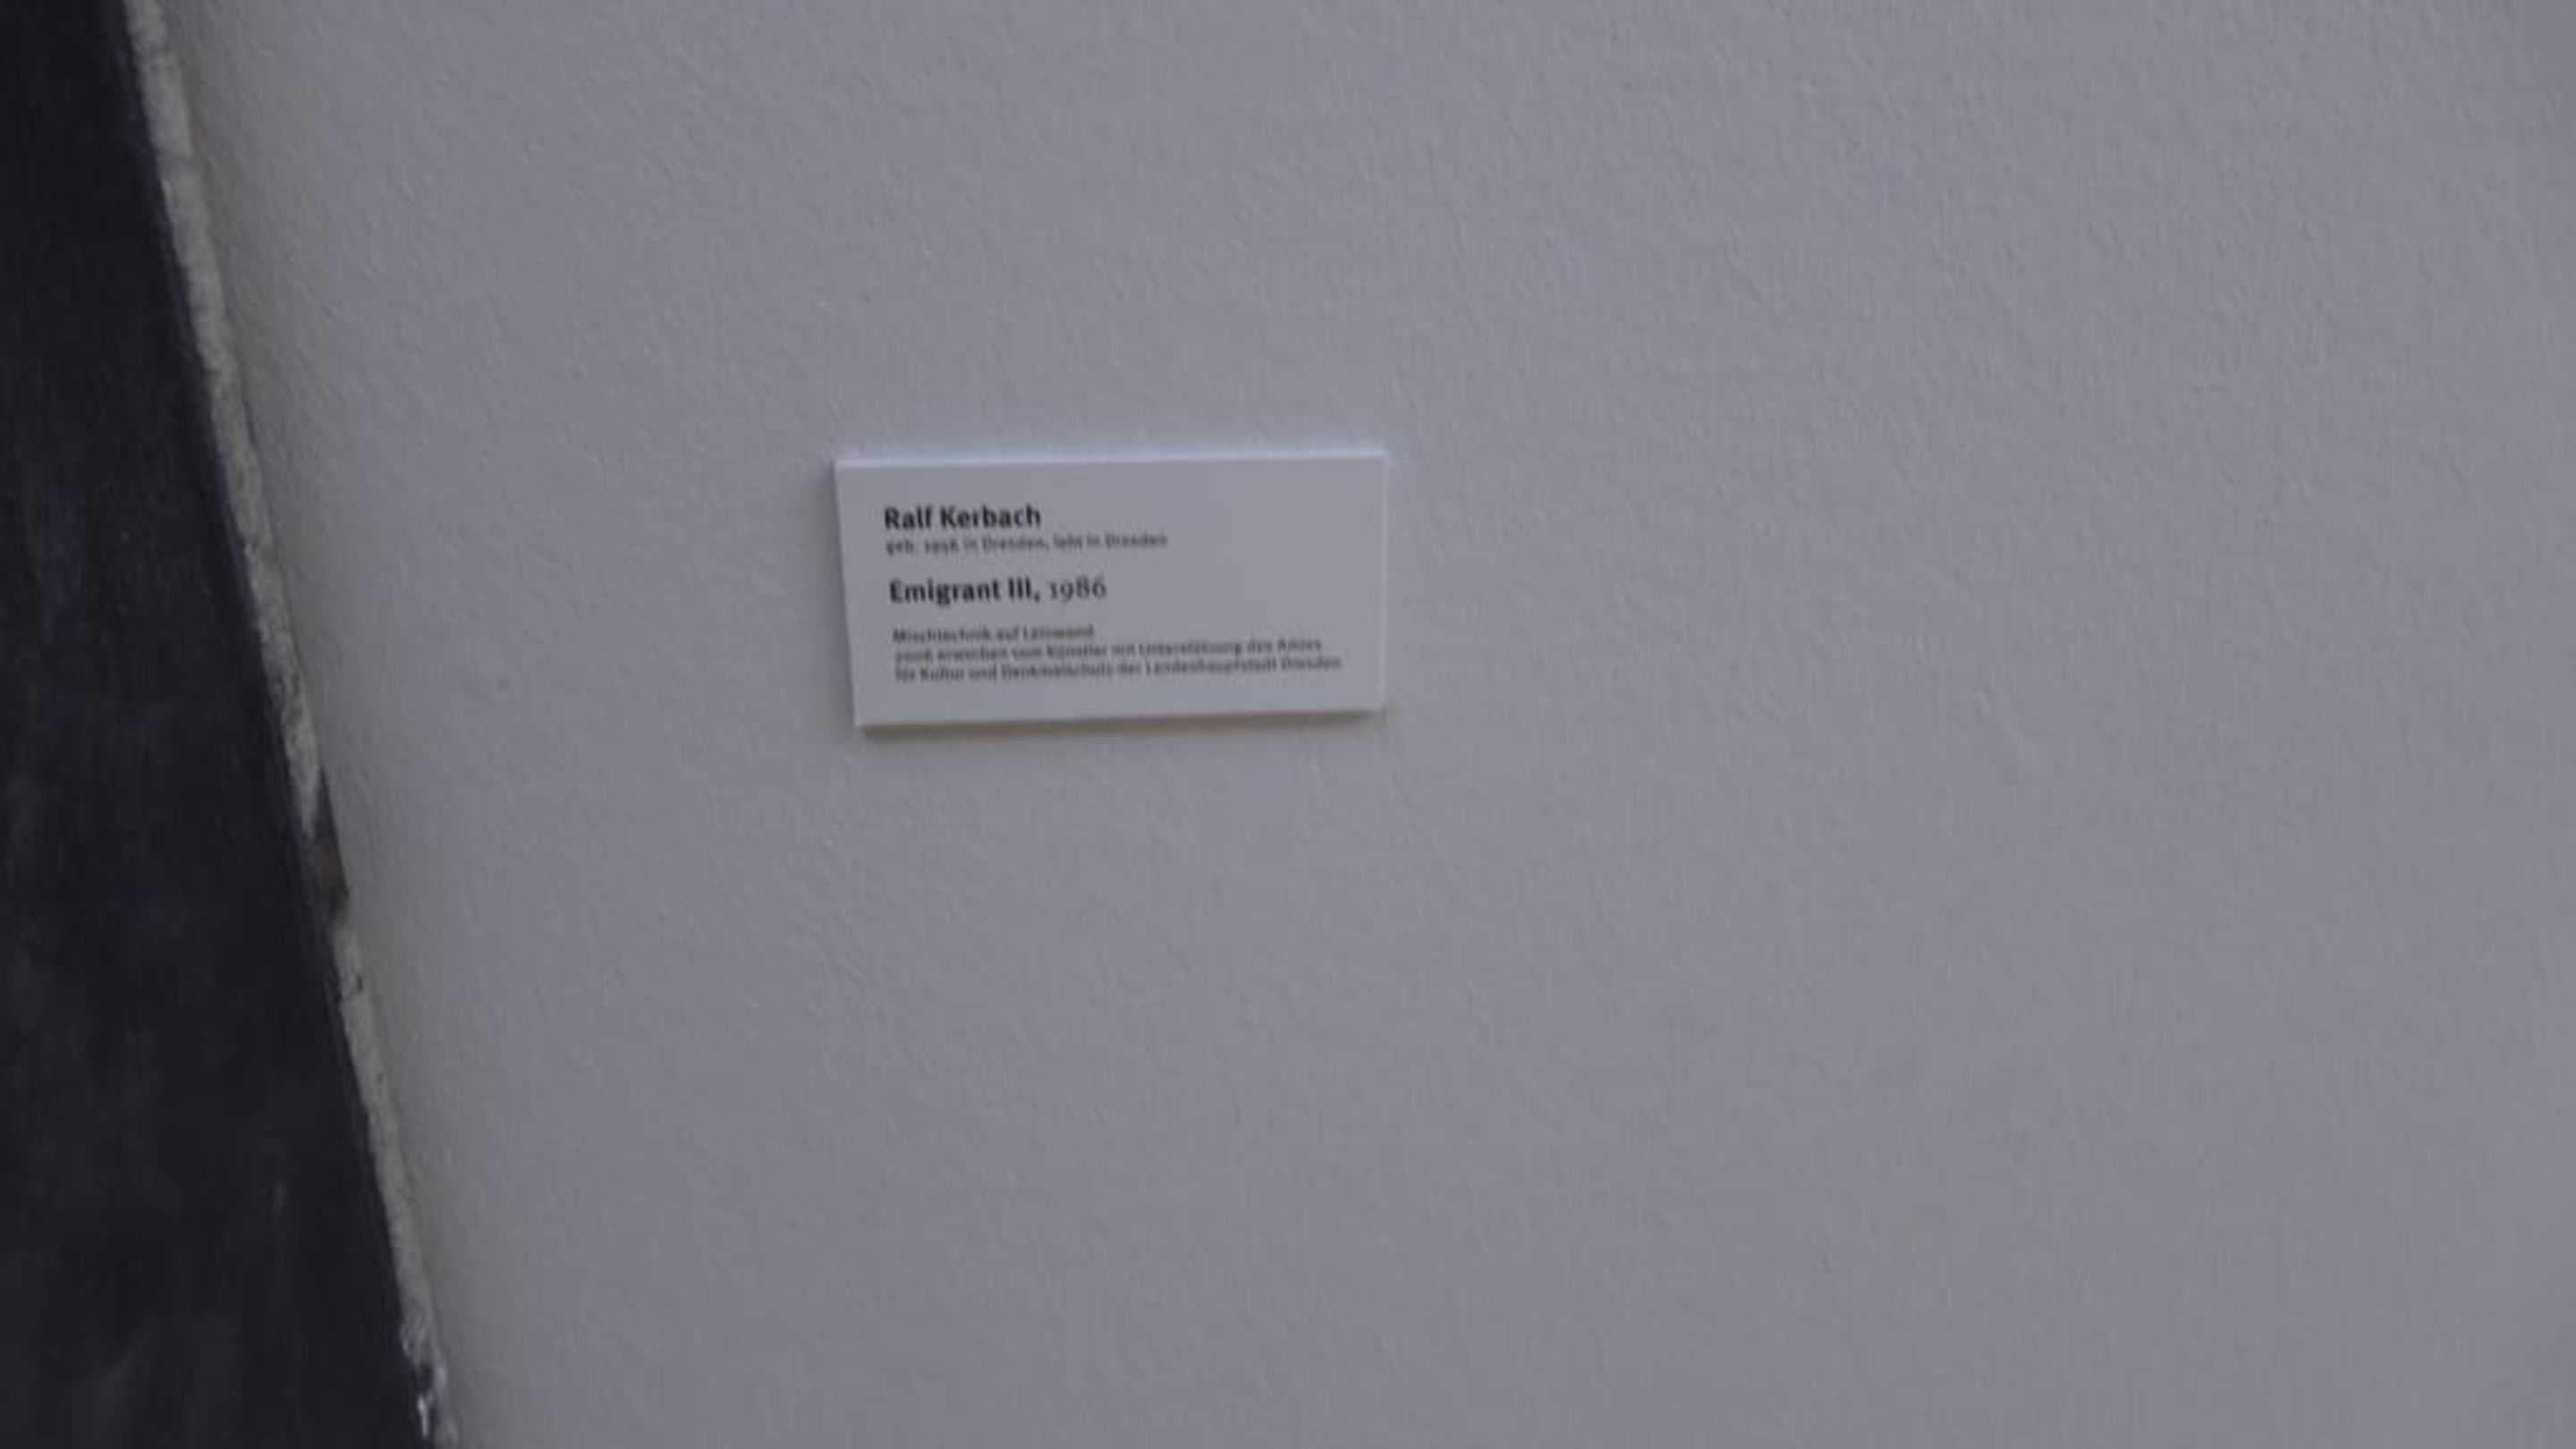 Ralf Kerbach
geb. 1956 in Dresden, lebt in Dresden
Emigrant III, 1986
Mischtechnik auf Leinwand
erworben vom Künstler mit Unterstützung des Amtes
für Kultur und Denkmalschutz der Landeshauptstadt Dresden